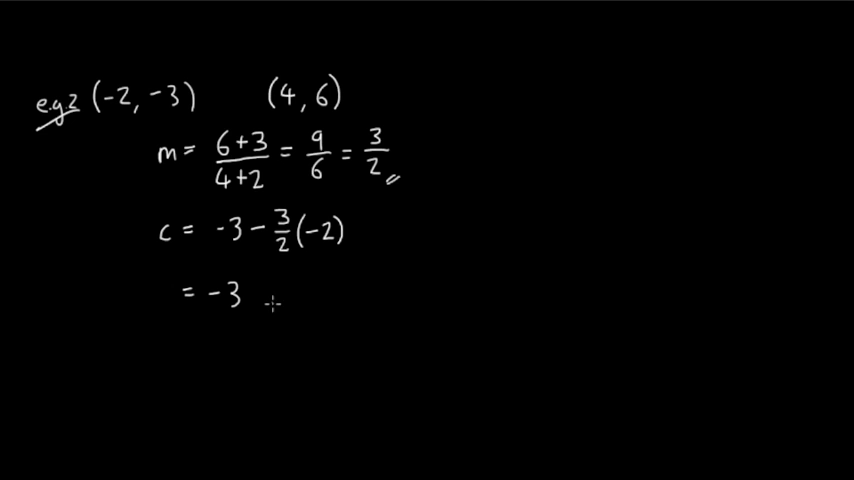 e.g.2 (-2, -3) (4, 6)
m = 6+3/4+2 = 9/6 = 3/2
c = -3 - 3/2(-2)
= -3